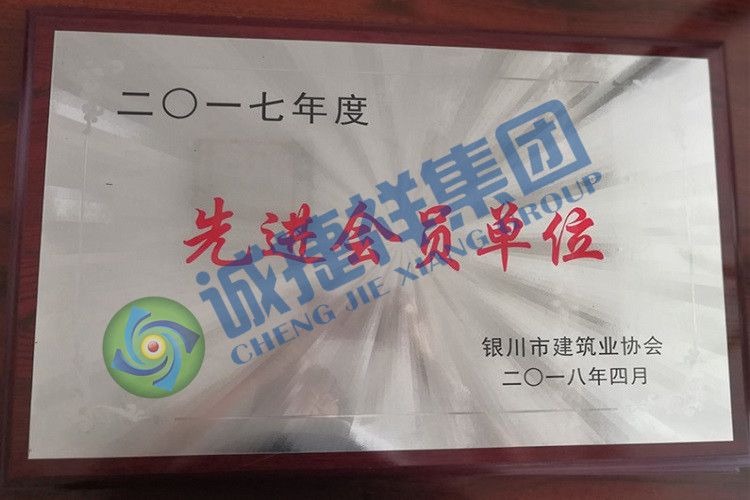 二〇一七年度
先进会员单位
诚捷祥集团
CHENG JIE XIANG GROUP
银川市建筑业协会
二〇一八年四月